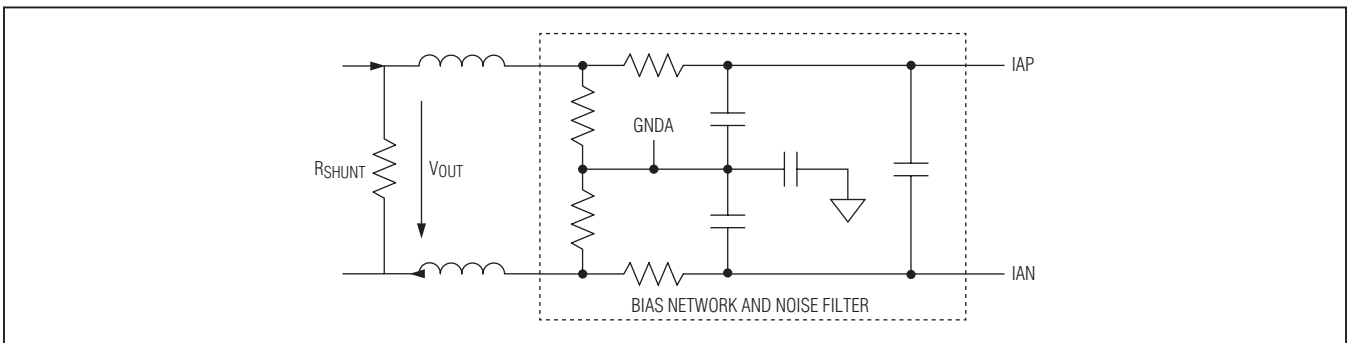 IAP
GNDA
RSHUNT
VOUT
IAN
BIAS NETWORK AND NOISE FILTER